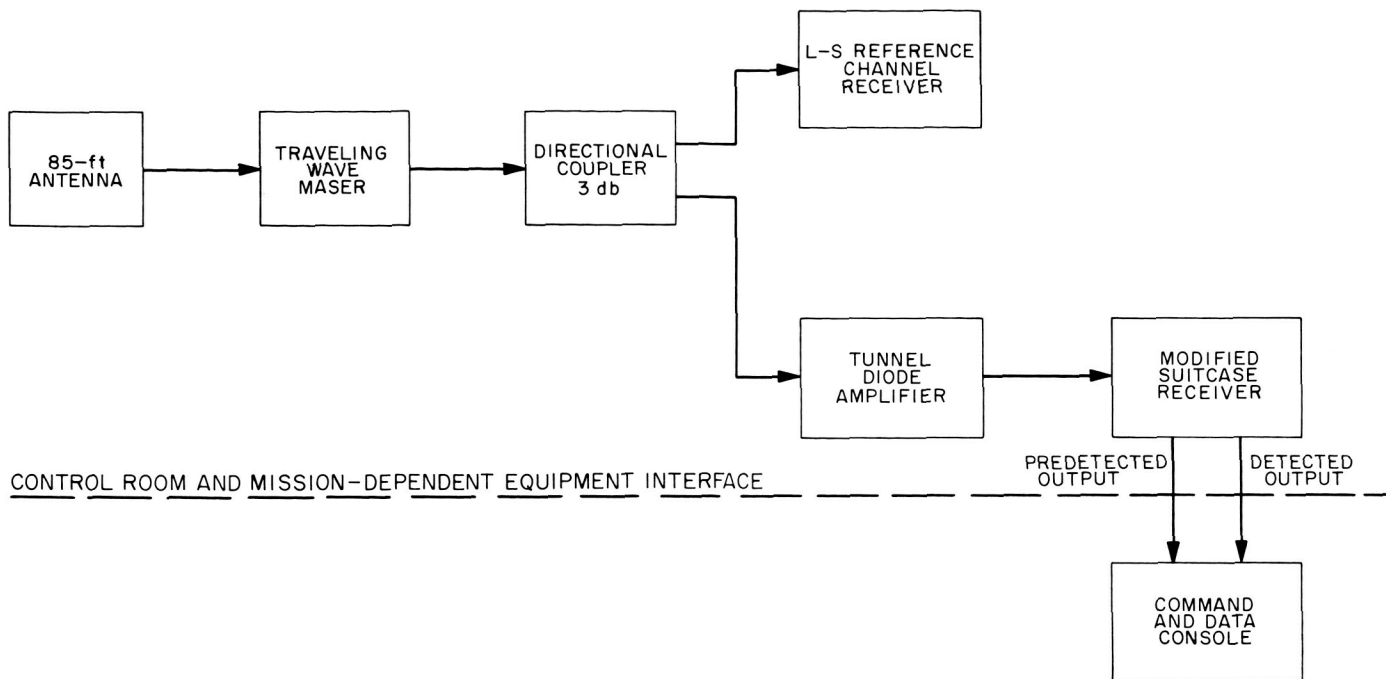 L-S REFERENCE
CHANNEL
RECEIVER
85-ft
ANTENNA
TRAVELING
WAVE
MASER
DIRECTIONAL
COUPLER
3 db
TUNNEL
DIODE
AMPLIFIER
MODIFIED
SUITCASE
RECEIVER
CONTROL ROOM AND MISSION-DEPENDENT EQUIPMENT INTERFACE
PREDETECTED
OUTPUT
DETECTED
OUTPUT
COMMAND
AND DATA
CONSOLE